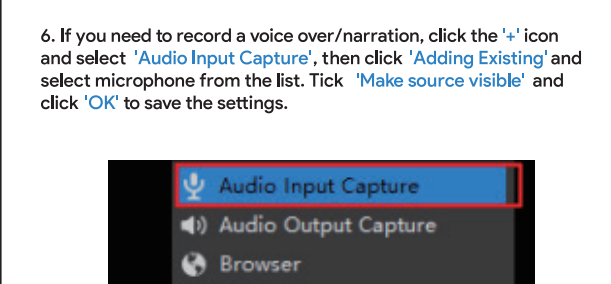 6. If you need to record a voice over/narration, click the '+' icon
and select 'Audio Input Capture', then click 'Adding Existing' and
select microphone from the list. Tick 'Make source visible' and
click 'OK' to save the settings.
Audio Input Capture
Audio Output Capture
Browser